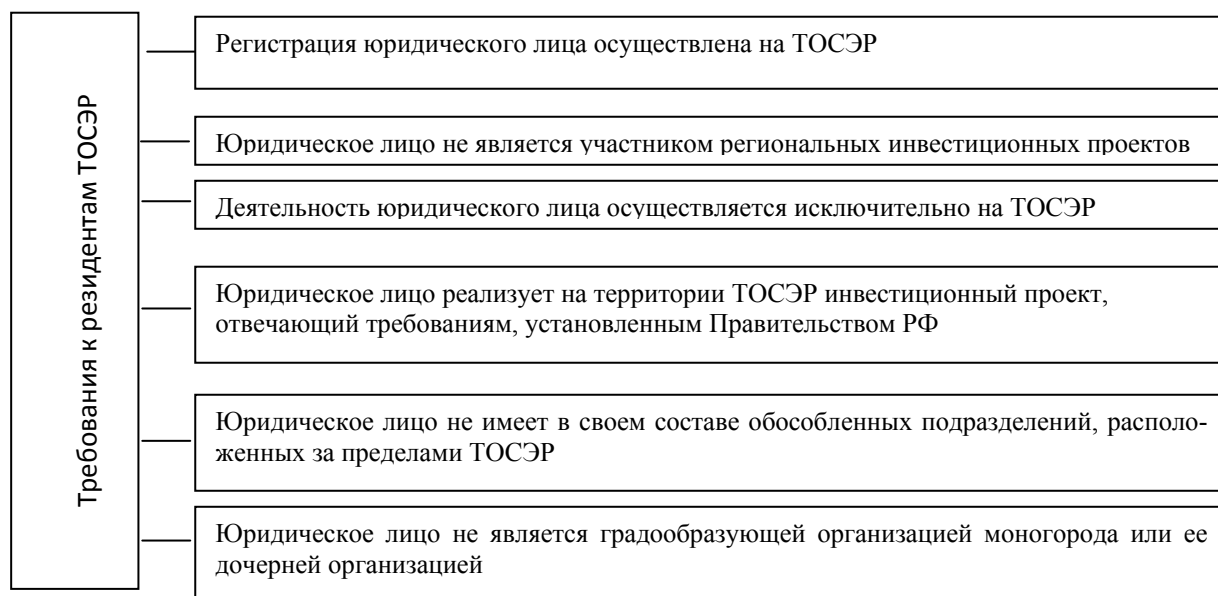 Требования к резидентам ТОСЭР
Регистрация юридического лица осуществлена на ТОСЭР
Юридическое лицо не является участником региональных инвестиционных проектов
Деятельность юридического лица осуществляется исключительно на ТОСЭР
Юридическое лицо реализует на территории ТОСЭР инвестиционный проект,
отвечающий требованиям, установленным Правительством РФ
Юридическое лицо не имеет в своем составе обособленных подразделений, располо-
женных за пределами ТОСЭР
Юридическое лицо не является градообразующей организацией моногорода или ее
дочерней организацией